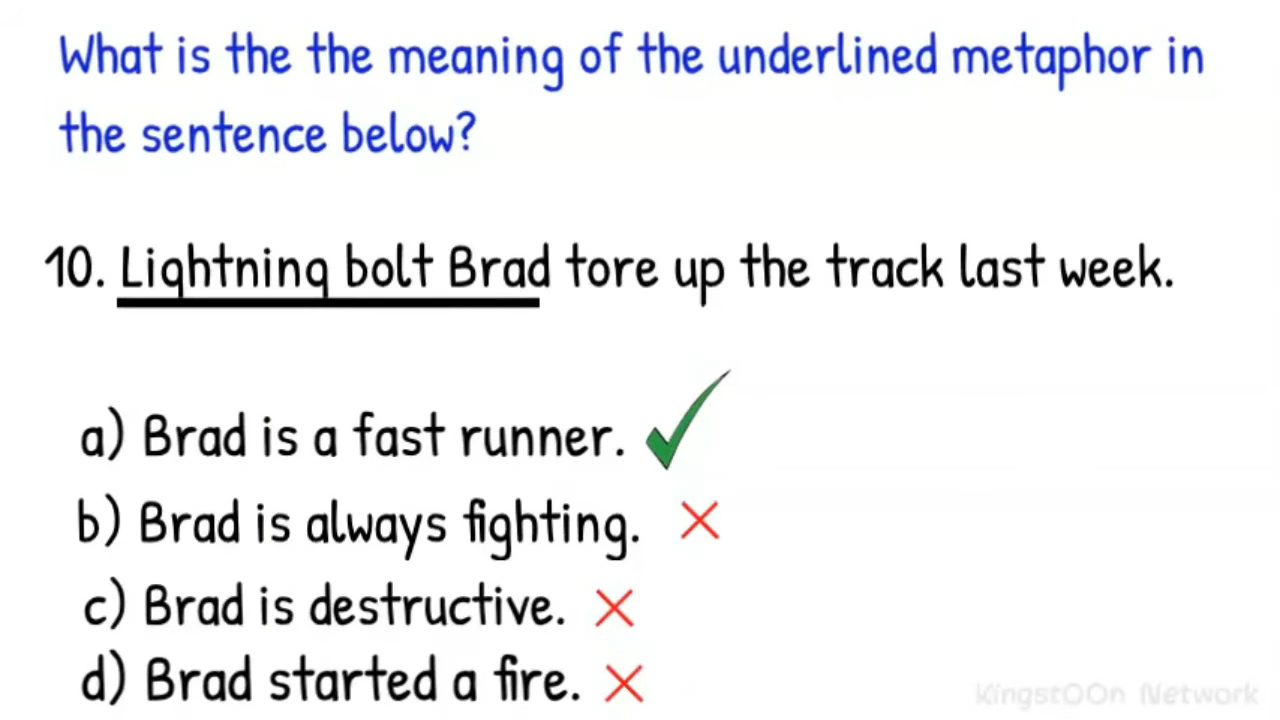 What is the the meaning of the underlined metaphor in
the sentence below?
10. Lightning bolt Brad tore up the track last week.
a) Brad is a fast runner.
b) Brad is always fighting.
c) Brad is destructive.
d) Brad started a fire.
KingstOOn Network